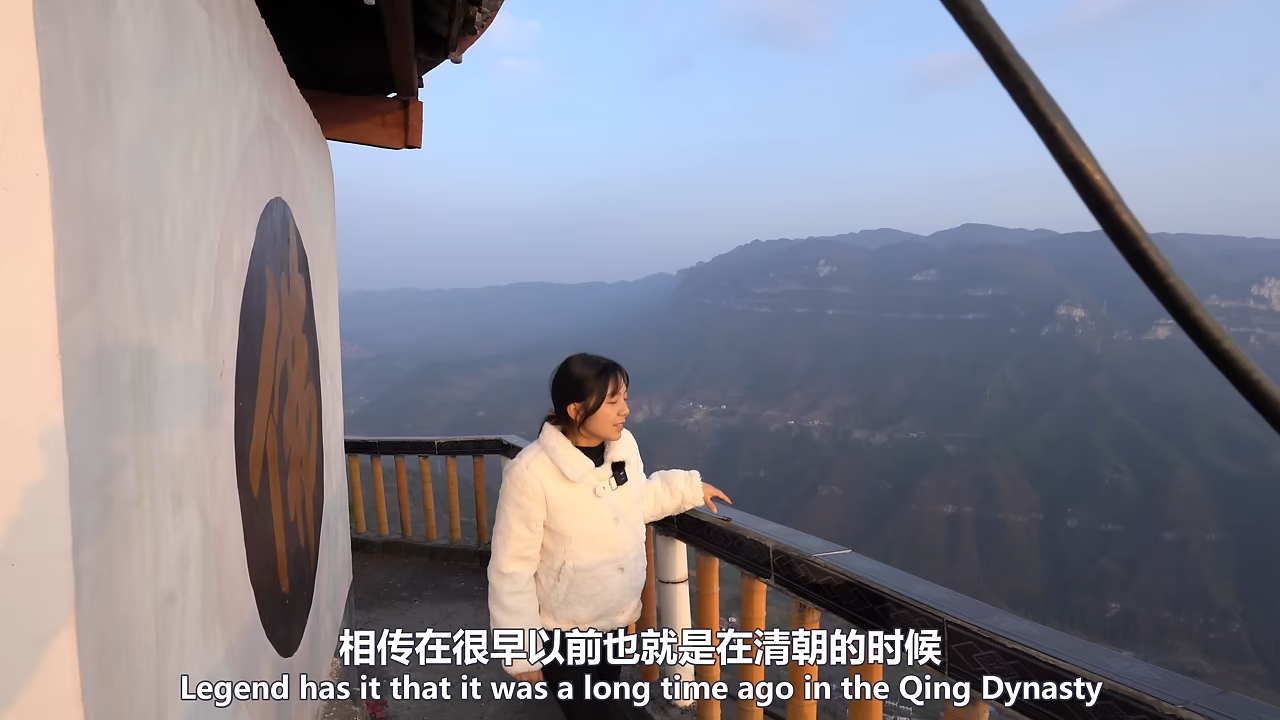 佛
相传在很早以前也就是在清朝的时候
Legend has it that it was a long time ago in the Qing Dynasty